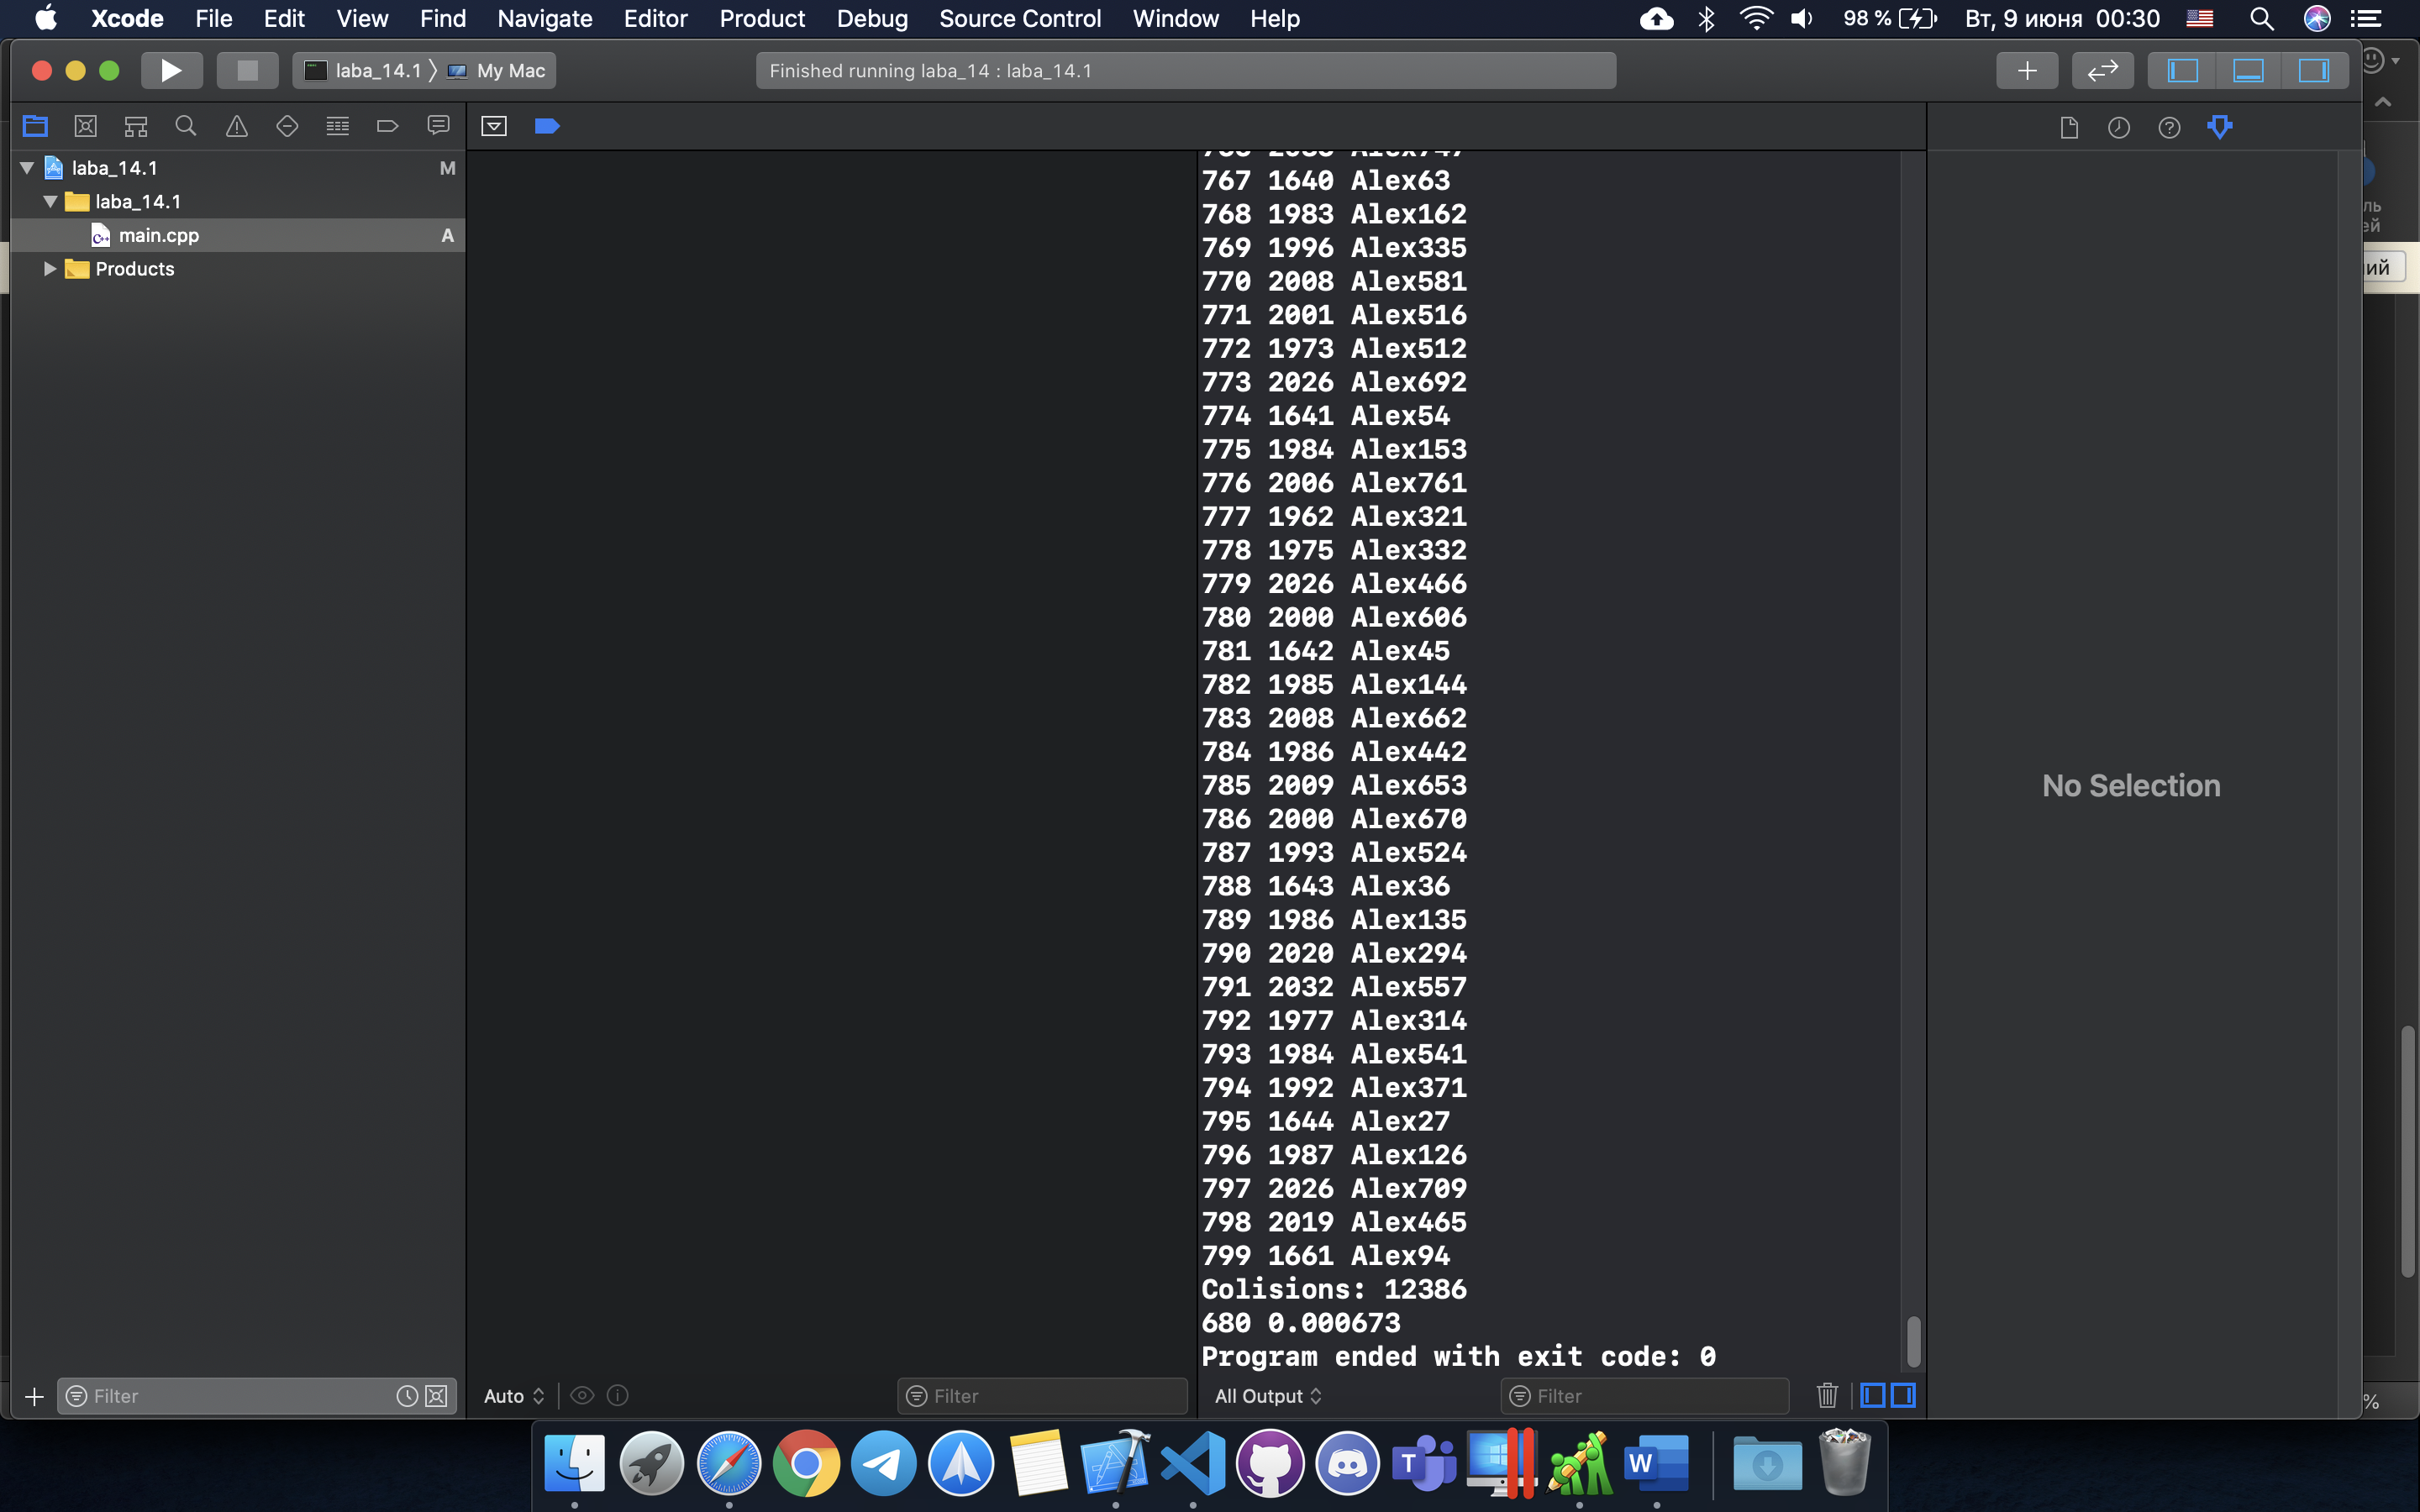 Xcode File Edit View Find Navigate Editor Product Debug Source Control Window Help 98 % Вт, 9 июня 00:30
laba_14.1 My Mac
Finished running laba_14 : laba_14.1
laba_14.1 M
laba_14.1
main.cpp A
Products
767 1640 Alex63
768 1983 Alex162
769 1996 Alex335
770 2008 Alex581
771 2001 Alex516
772 1973 Alex512
773 2026 Alex692
774 1641 Alex54
775 1984 Alex153
776 2006 Alex761
777 1962 Alex321
778 1975 Alex332
779 2026 Alex466
780 2000 Alex606
781 1642 Alex45
782 1985 Alex144
783 2008 Alex662
784 1986 Alex442
785 2009 Alex653
786 2000 Alex670
787 1993 Alex524
788 1643 Alex36
789 1986 Alex135
790 2020 Alex294
791 2032 Alex557
792 1977 Alex314
793 1984 Alex541
794 1992 Alex371
795 1644 Alex27
796 1987 Alex126
797 2026 Alex709
798 2019 Alex465
799 1661 Alex94
Colisions: 12386
680 0.000673
Program ended with exit code: 0
No Selection
Filter
Auto
Filter
All Output
Filter
%
T
W